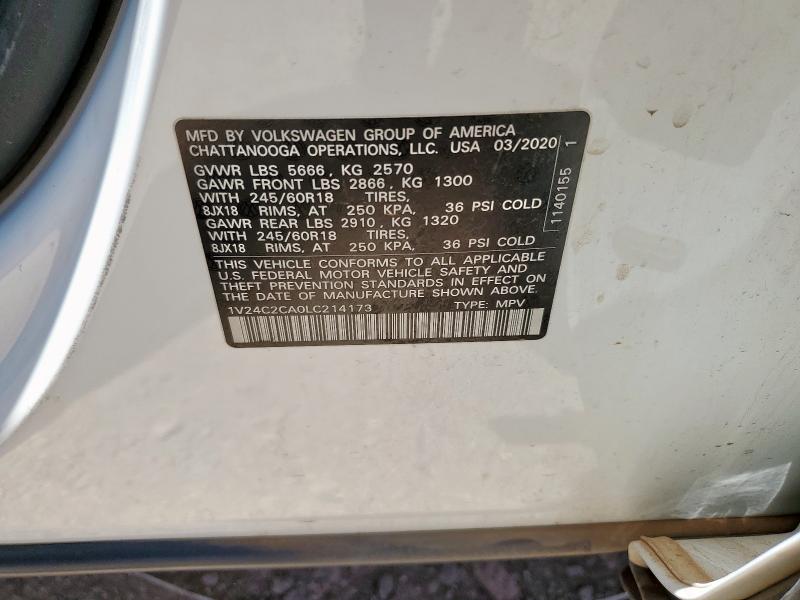 MFD BY VOLKSWAGEN GROUP OF AMERICA
CHATTANOOGA OPERATIONS, LLC. USA 03/2020
GVWR LBS 5666, KG 2570
GAWR FRONT LBS 2866, KG 1300
WITH 245/60R18 TIRES,
8JX18 RIMS, AT 250 KPA, 36 PSI COLD
GAWR REAR LBS 2910, KG 1320
WITH 245/60R18 TIRES,
8JX18 RIMS, AT 250 KPA, 36 PSI COLD
THIS VEHICLE CONFORMS TO ALL APPLICABLE
U.S. FEDERAL MOTOR VEHICLE SAFETY AND
THEFT PREVENTION STANDARDS IN EFFECT ON
THE DATE OF MANUFACTURE SHOWN ABOVE.
1V24C2CA0LC214173 TYPE: MPV
1140155 1